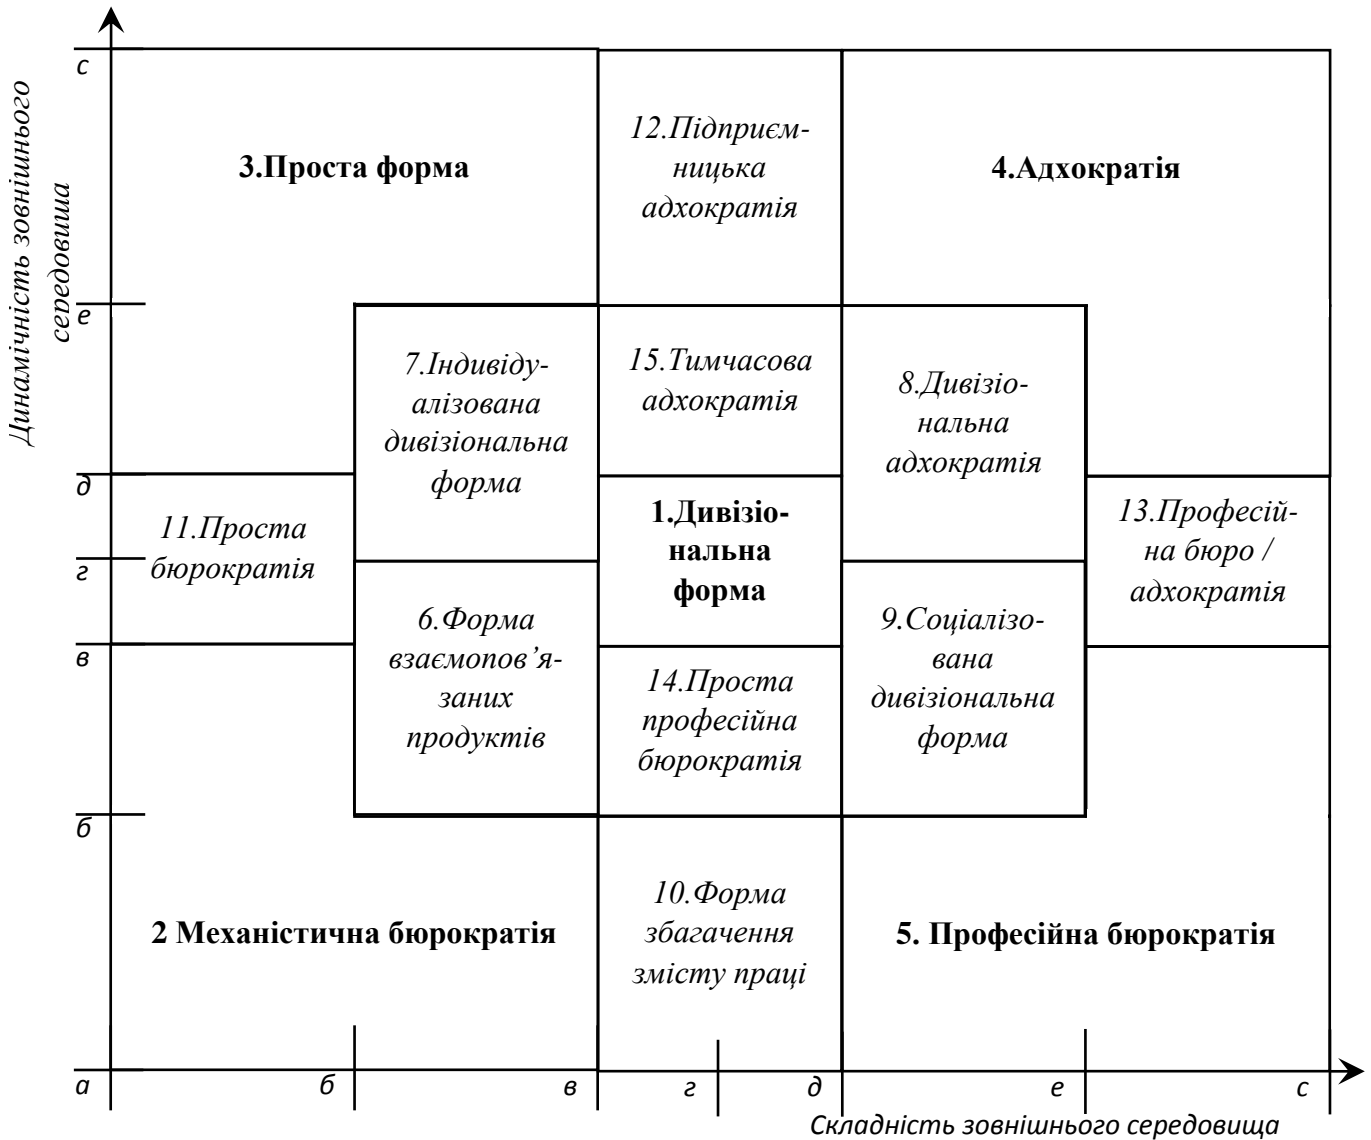 с
Динамічність зовнішнього
середовища
12.Підприєм-
ницька
адхократія
3.Проста форма
4.Адхократія
е
7.Індивіду-
алізована
дивізіональна
форма
15.Тимчасова
адхократія
8.Дивізіо-
нальна
адхократія
д
11.Проста
бюрократія
1.Дивізіо-
нальна
форма
13.Професій-
на бюро /
адхократія
г
6.Форма
взаємопов’я-
заних
продуктів
9.Соціалізо-
вана
дивізіональна
форма
в
14.Проста
професійна
бюрократія
б
10.Форма
збагачення
змісту праці
2 Механістична бюрократія
5. Професійна бюрократія
а
б
в
г
д
е
с
Складність зовнішнього середовища